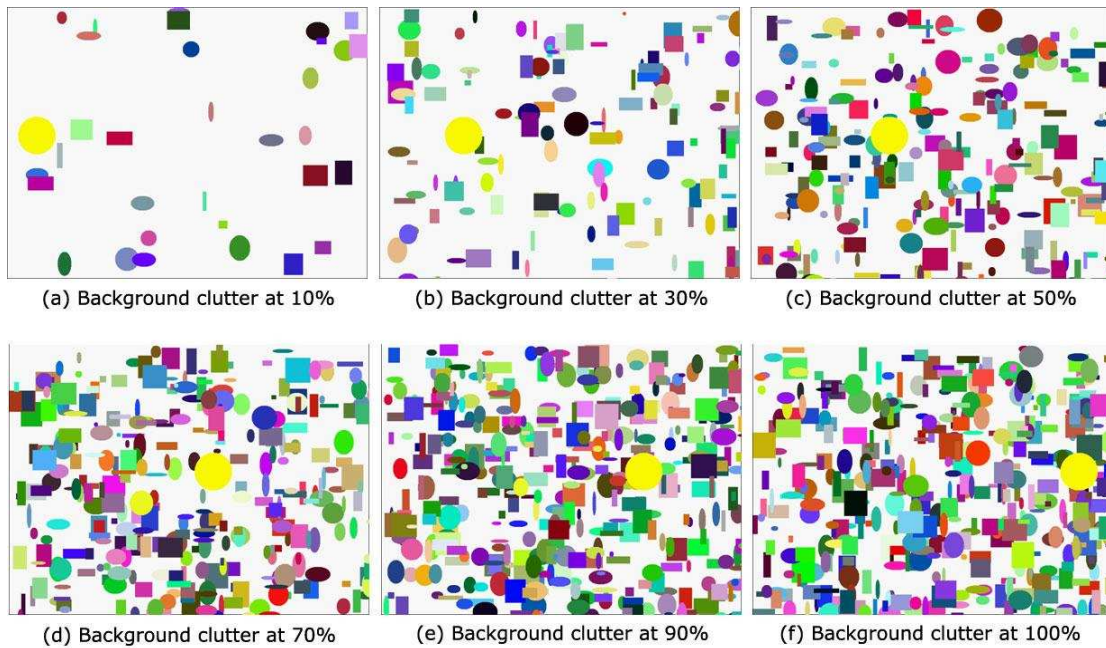 (a) Background clutter at 10%
(b) Background clutter at 30%
(c) Background clutter at 50%
(d) Background clutter at 70%
(e) Background clutter at 90%
(f) Background clutter at 100%